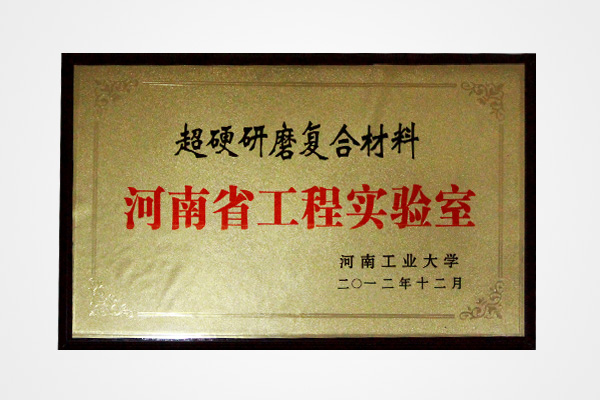 超硬研磨复合材料
河南省工程实验室
河南工业大学
二〇一二年十二月